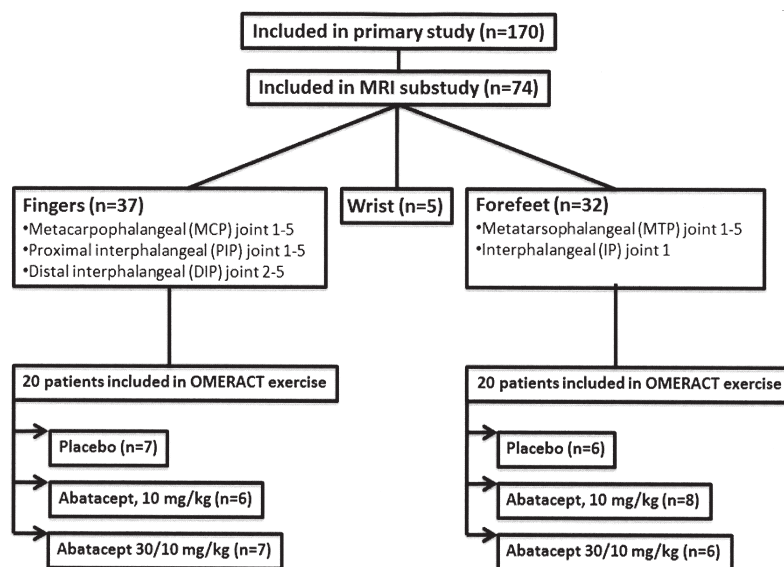 Included in primary study (n=170)
Included in MRI substudy (n=74)
Fingers (n=37)
•Metacarpophalangeal (MCP) joint 1-5
•Proximal interphalangeal (PIP) joint 1-5
•Distal interphalangeal (DIP) joint 2-5
Wrist (n=5)
Forefeet (n=32)
•Metatarsophalangeal (MTP) joint 1-5
•Interphalangeal (IP) joint 1
20 patients included in OMERACT exercise
Placebo (n=7)
Abatacept, 10 mg/kg (n=6)
Abatacept 30/10 mg/kg (n=7)
20 patients included in OMERACT exercise
Placebo (n=6)
Abatacept, 10 mg/kg (n=8)
Abatacept 30/10 mg/kg (n=6)